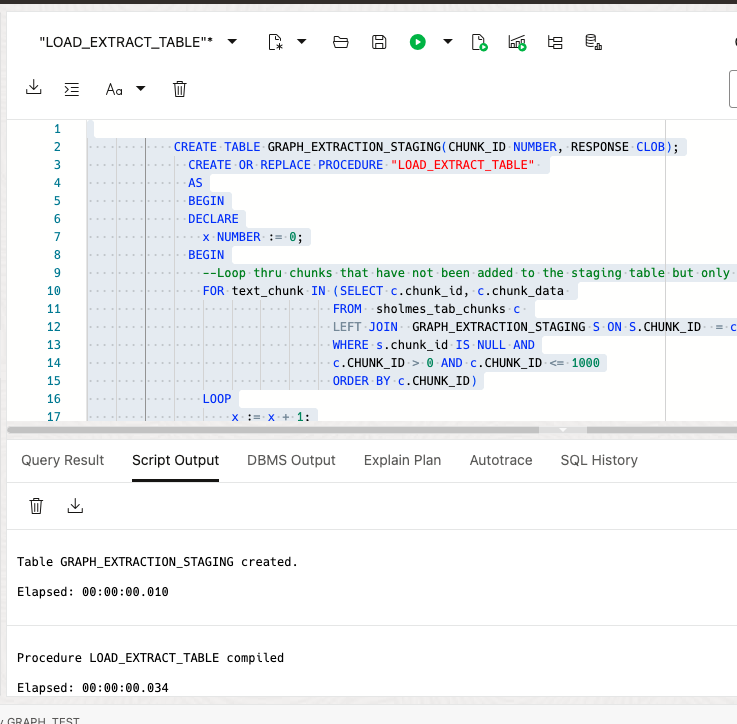 "LOAD_EXTRACT_TABLE"*
Aa
1
2 CREATE TABLE GRAPH_EXTRACTION_STAGING(CHUNK_ID NUMBER, RESPONSE CLOB);
3 CREATE OR REPLACE PROCEDURE "LOAD_EXTRACT_TABLE"
4 AS
5 BEGIN
6 DECLARE
7 x NUMBER := 0;
8 BEGIN
9 --Loop thru chunks that have not been added to the staging table but only
10 FOR text_chunk IN (SELECT c.chunk_id, c.chunk_data
11 FROM sholmes_tab_chunks c
12 LEFT JOIN GRAPH_EXTRACTION_STAGING S ON S.CHUNK_ID = c
13 WHERE s.chunk_id IS NULL AND
14 c.CHUNK_ID > 0 AND c.CHUNK_ID <= 1000
15 ORDER BY c.CHUNK_ID)
16 LOOP
17 x := x + 1;
Query Result Script Output DBMS Output Explain Plan Autotrace SQL History
Table GRAPH_EXTRACTION_STAGING created.
Elapsed: 00:00:00.010
Procedure LOAD_EXTRACT_TABLE compiled
Elapsed: 00:00:00.034
GRAPH_TEST